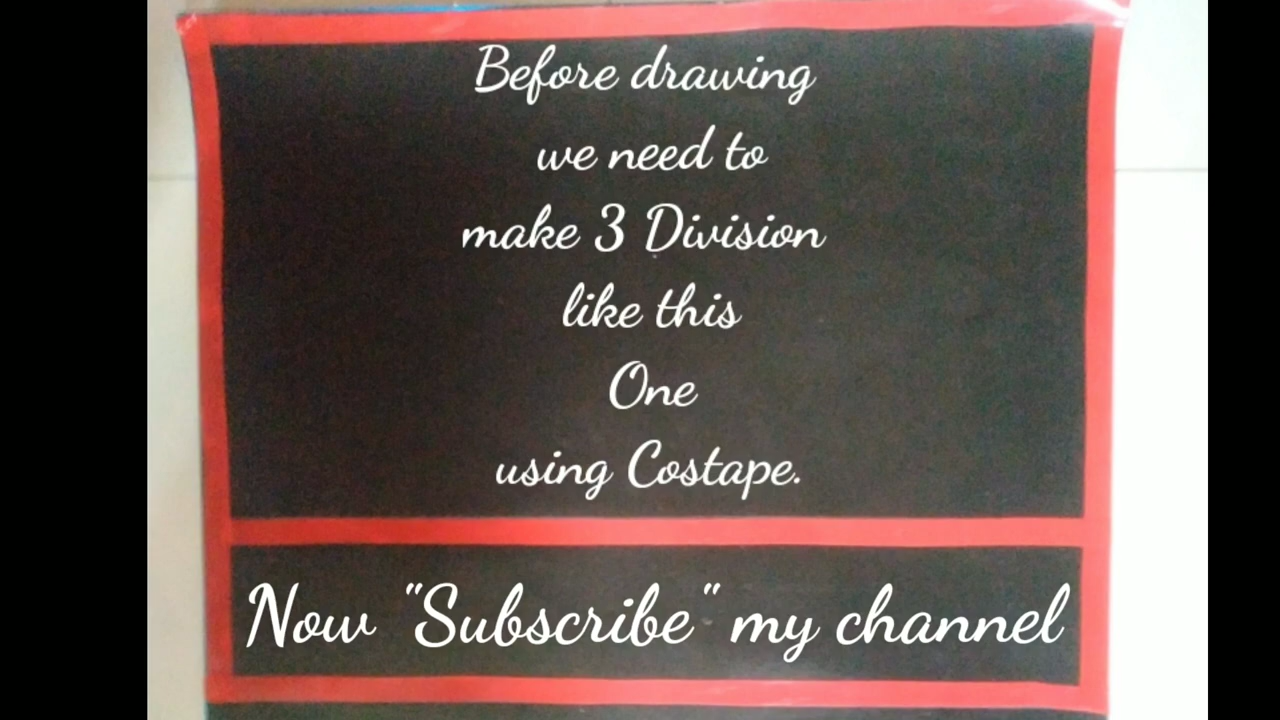 Before drawing
we need to
make 3 Division
like this
One
using Costape.
Now "Subscribe" my channel